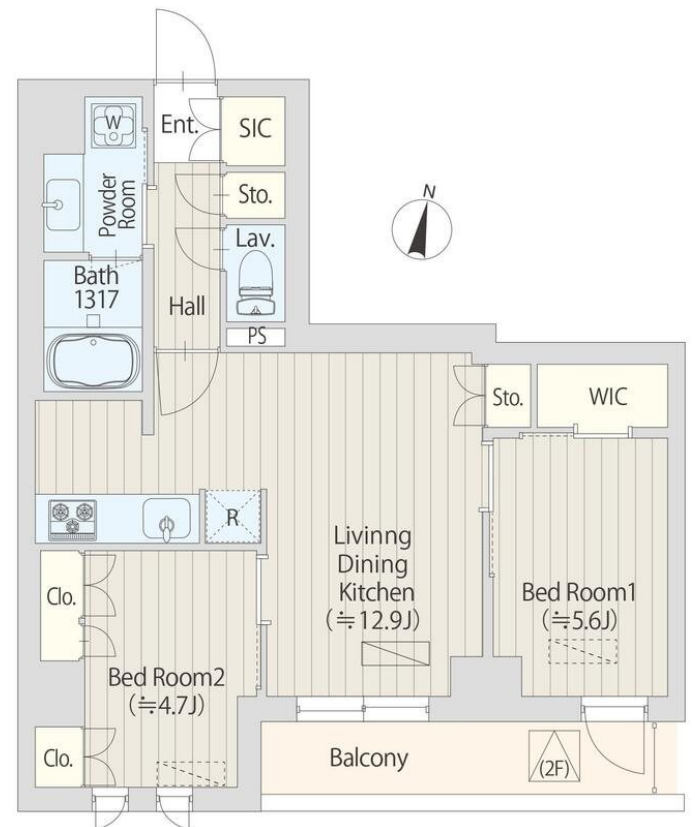 W
Ent.
SIC
Powder
Room
Sto.
N
Lav.
Bath
1317
Hall
PS
Sto.
WIC
R
Livinng
Dining
Kitchen
(≒12.9J)
Bed Room1
(≒5.6J)
Clo.
Bed Room2
(≒4.7J)
Clo.
Balcony
(2F)